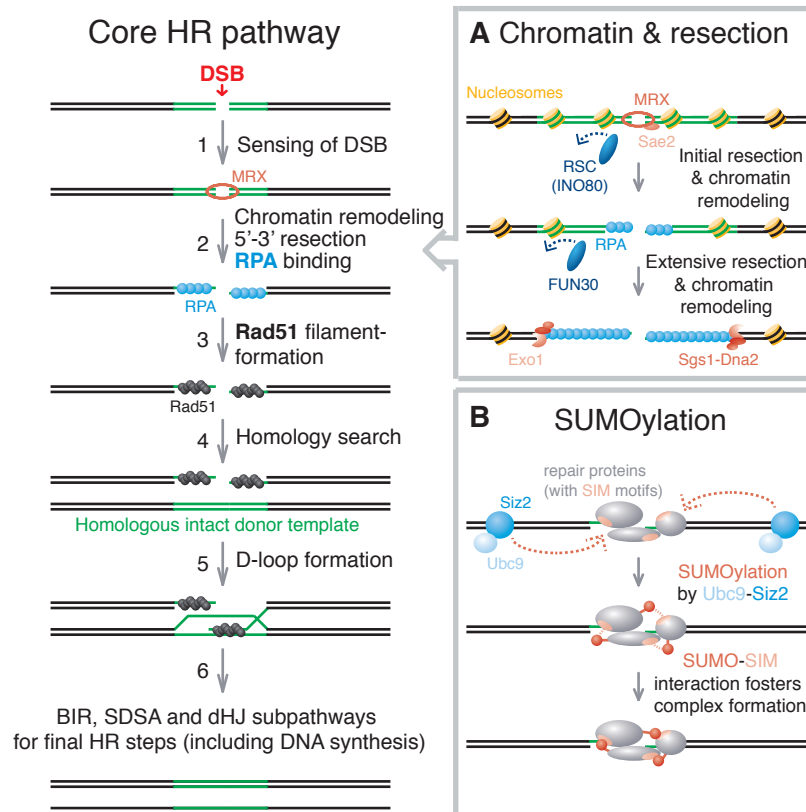 Core HR pathway
DSB
1 Sensing of DSB
MRX
2 Chromatin remodeling
5’-3’ resection
RPA binding
RPA
3 Rad51 filament-
formation
Rad51
4 Homology search
Homologous intact donor template
5 D-loop formation
6
BIR, SDSA and dHJ subpathways
for final HR steps (including DNA synthesis)
A Chromatin & resection
Nucleosomes
MRX
Sae2
RSC
(INO80)
Initial resection
& chromatin
remodeling
RPA
FUN30
Extensive resection
& chromatin
remodeling
Exo1
Sgs1-Dna2
B SUMOylation
repair proteins
(with SIM motifs)
Siz2
Ubc9
SUMOylation
by Ubc9-Siz2
SUMO-SIM
interaction fosters
complex formation